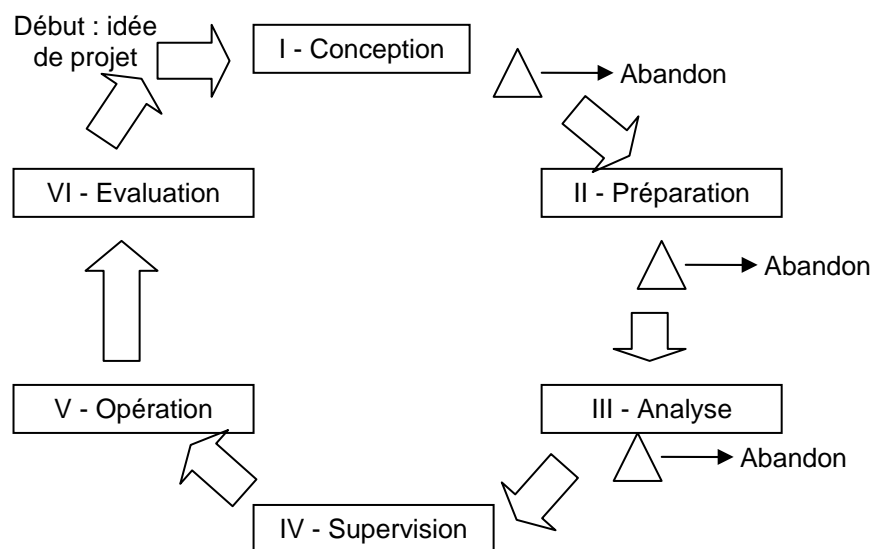 Début : idée
de projet
I - Conception
Abandon
II - Préparation
Abandon
III - Analyse
Abandon
IV - Supervision
V - Opération
VI - Evaluation